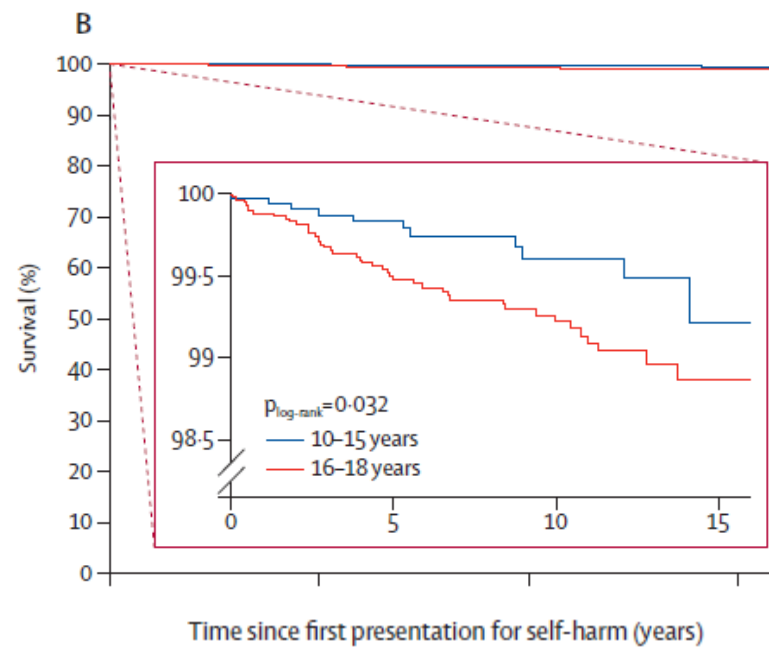 B
100
90
80
70
60
50
40
30
20
10
0
Survival (%)
100
99·5
99
98·5
p log-rank=0·032
10–15 years
16–18 years
0 5 10 15
Time since first presentation for self-harm (years)